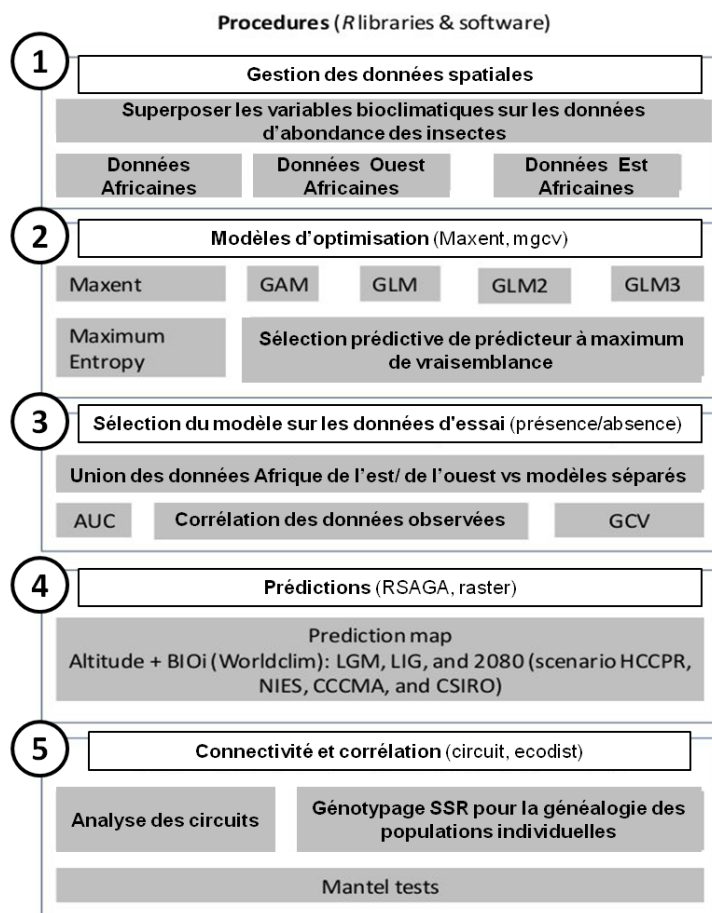 Procedures (R libraries & software)
1
Gestion des données spatiales
Superposer les variables bioclimatiques sur les données
d'abondance des insectes
Données
Africaines
Données Ouest
Africaines
Données Est
Africaines
2
Modèles d'optimisation (Maxent, mgcv)
Maxent
GAM
GLM
GLM2
GLM3
Maximum
Entropy
Sélection prédictive de prédicteur à maximum
de vraisemblance
3
Sélection du modèle sur les données d'essai (présence/absence)
Union des données Afrique de l'est/ de l'ouest vs modèles séparés
AUC
Corrélation des données observées
GCV
4
Prédictions (RSAGA, raster)
Prediction map
Altitude + BIOi (Worldclim): LGM, LIG, and 2080 (scenario HCCPR,
NIES, CCCMA, and CSIRO)
5
Connectivité et corrélation (circuit, ecodist)
Analyse des circuits
Génotypage SSR pour la généalogie des
populations individuelles
Mantel tests